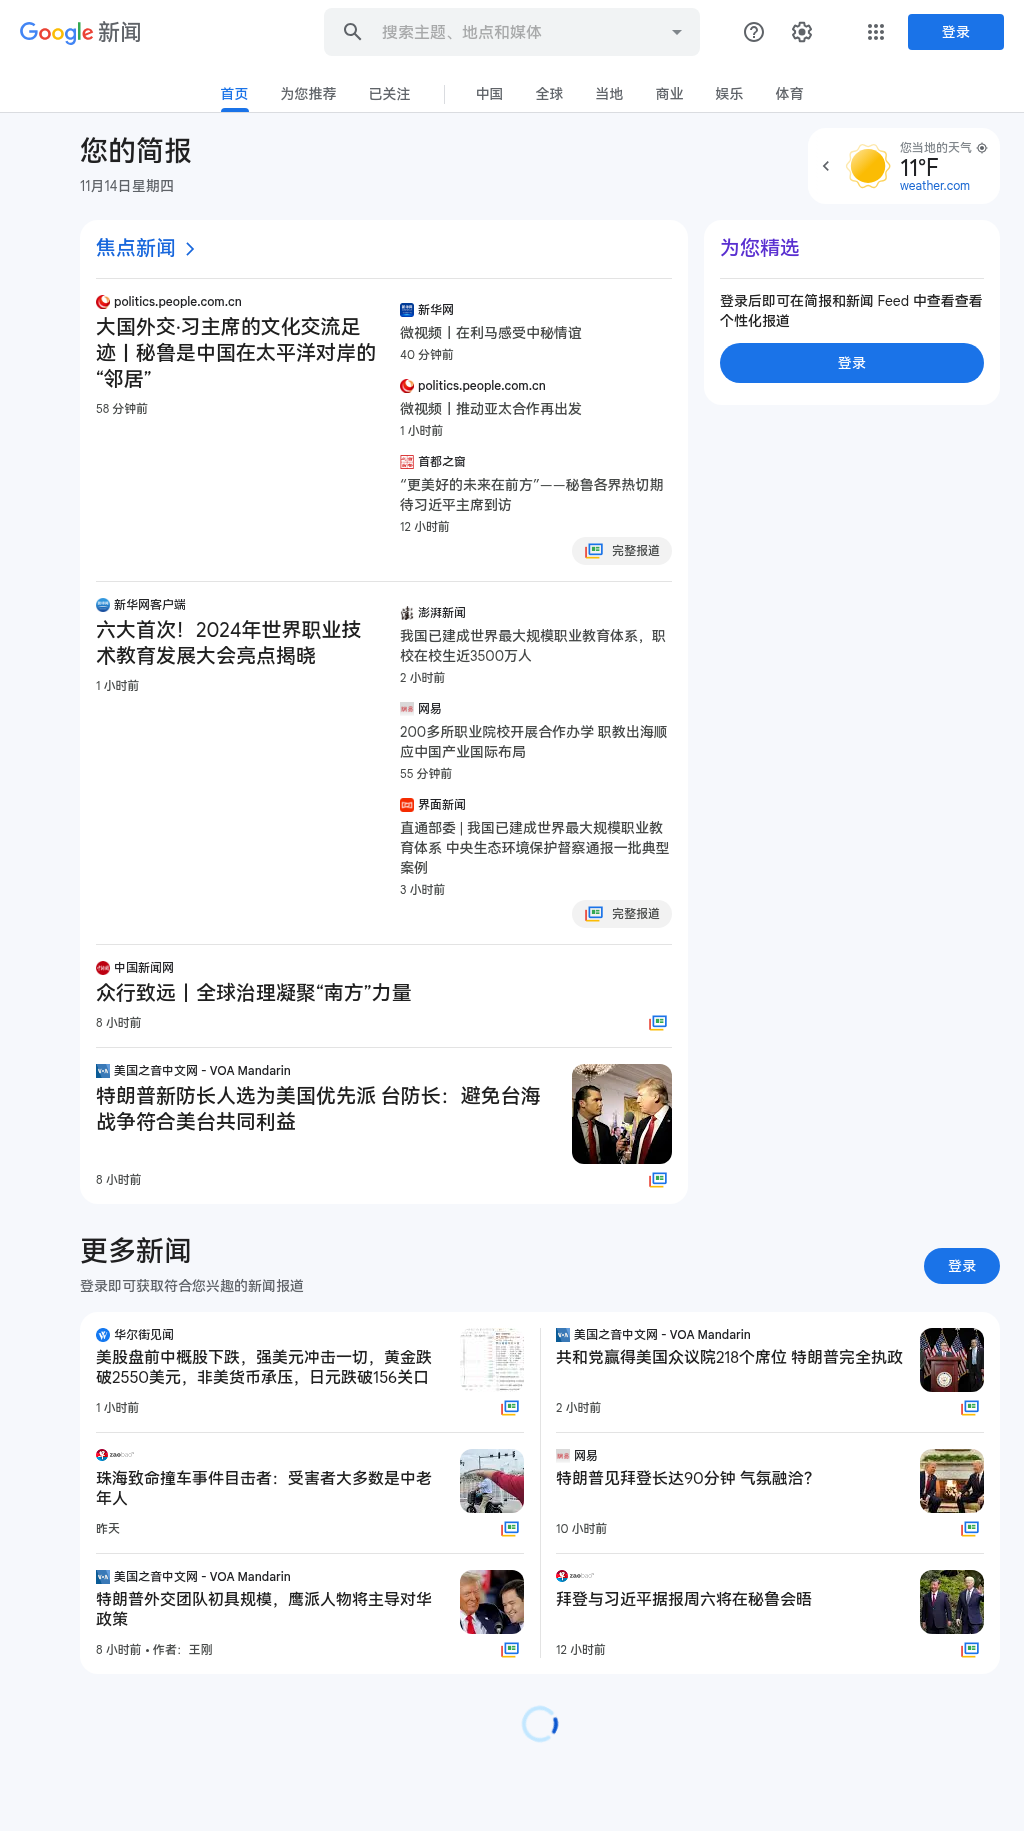 Google 新闻
搜索主题、地点和媒体
登录
首页
为您推荐
已关注
中国
全球
当地
商业
娱乐
体育
您的简报
11月14日星期四
您当地的天气
11°F
weather.com
焦点新闻
politics.people.com.cn
大国外交·习主席的文化交流足
迹丨秘鲁是中国在太平洋对岸的
“邻居”
58 分钟前
新华网
微视频丨在利马感受中秘情谊
40 分钟前
politics.people.com.cn
微视频丨推动亚太合作再出发
1 小时前
首都之窗
“更美好的未来在前方”——秘鲁各界热切期
待习近平主席到访
12 小时前
完整报道
新华网客户端
六大首次！2024年世界职业技
术教育发展大会亮点揭晓
1 小时前
澎湃新闻
我国已建成世界最大规模职业教育体系，职
校在校生近3500万人
2 小时前
网易
200多所职业院校开展合作办学 职教出海顺
应中国产业国际布局
55 分钟前
界面新闻
直通部委 | 我国已建成世界最大规模职业教
育体系 中央生态环境保护督察通报一批典型
案例
3 小时前
完整报道
中国新闻网
众行致远丨全球治理凝聚“南方”力量
8 小时前
VOA 美国之音中文网 - VOA Mandarin
特朗普新防长人选为美国优先派 台防长：避免台海
战争符合美台共同利益
8 小时前
为您精选
登录后即可在简报和新闻 Feed 中查看查看
个性化报道
登录
更多新闻
登录即可获取符合您兴趣的新闻报道
登录
华尔街见闻
美股盘前中概股下跌，强美元冲击一切，黄金跌
破2550美元，非美货币承压，日元跌破156关口
1 小时前
zaobao
珠海致命撞车事件目击者：受害者大多数是中老
年人
昨天
VOA 美国之音中文网 - VOA Mandarin
特朗普外交团队初具规模，鹰派人物将主导对华
政策
8 小时前 • 作者：王刚
VOA 美国之音中文网 - VOA Mandarin
共和党赢得美国众议院218个席位 特朗普完全执政
2 小时前
网易
特朗普见拜登长达90分钟 气氛融洽？
10 小时前
zaobao
拜登与习近平据报周六将在秘鲁会晤
12 小时前